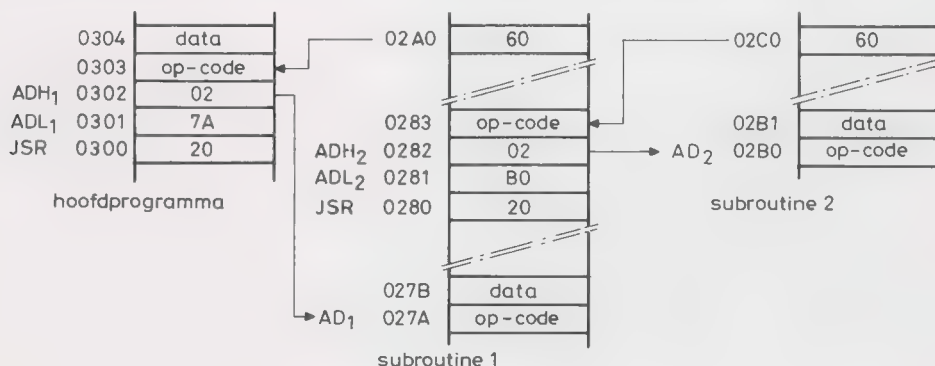 0304 data
0303 op-code
ADH1 0302 02
ADL1 0301 7A
JSR 0300 20
hoofdprogramma
02A0 60
0283 op-code
ADH2 0282 02
ADL2 0281 B0
JSR 0280 20
027B data
AD1 027A op-code
subroutine 1
02C0 60
02B1 data
AD2 02B0 op-code
subroutine 2